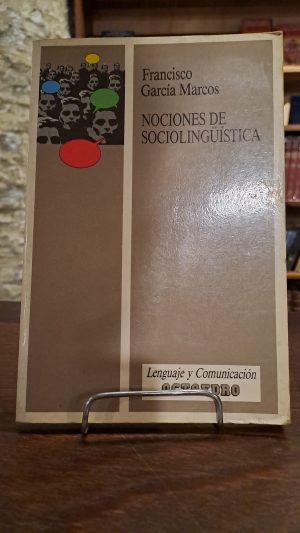 Francisco
García Marcos
NOCIONES DE
SOCIOLINGÜÍSTICA
Lenguaje y Comunicación
OCTAEDRO